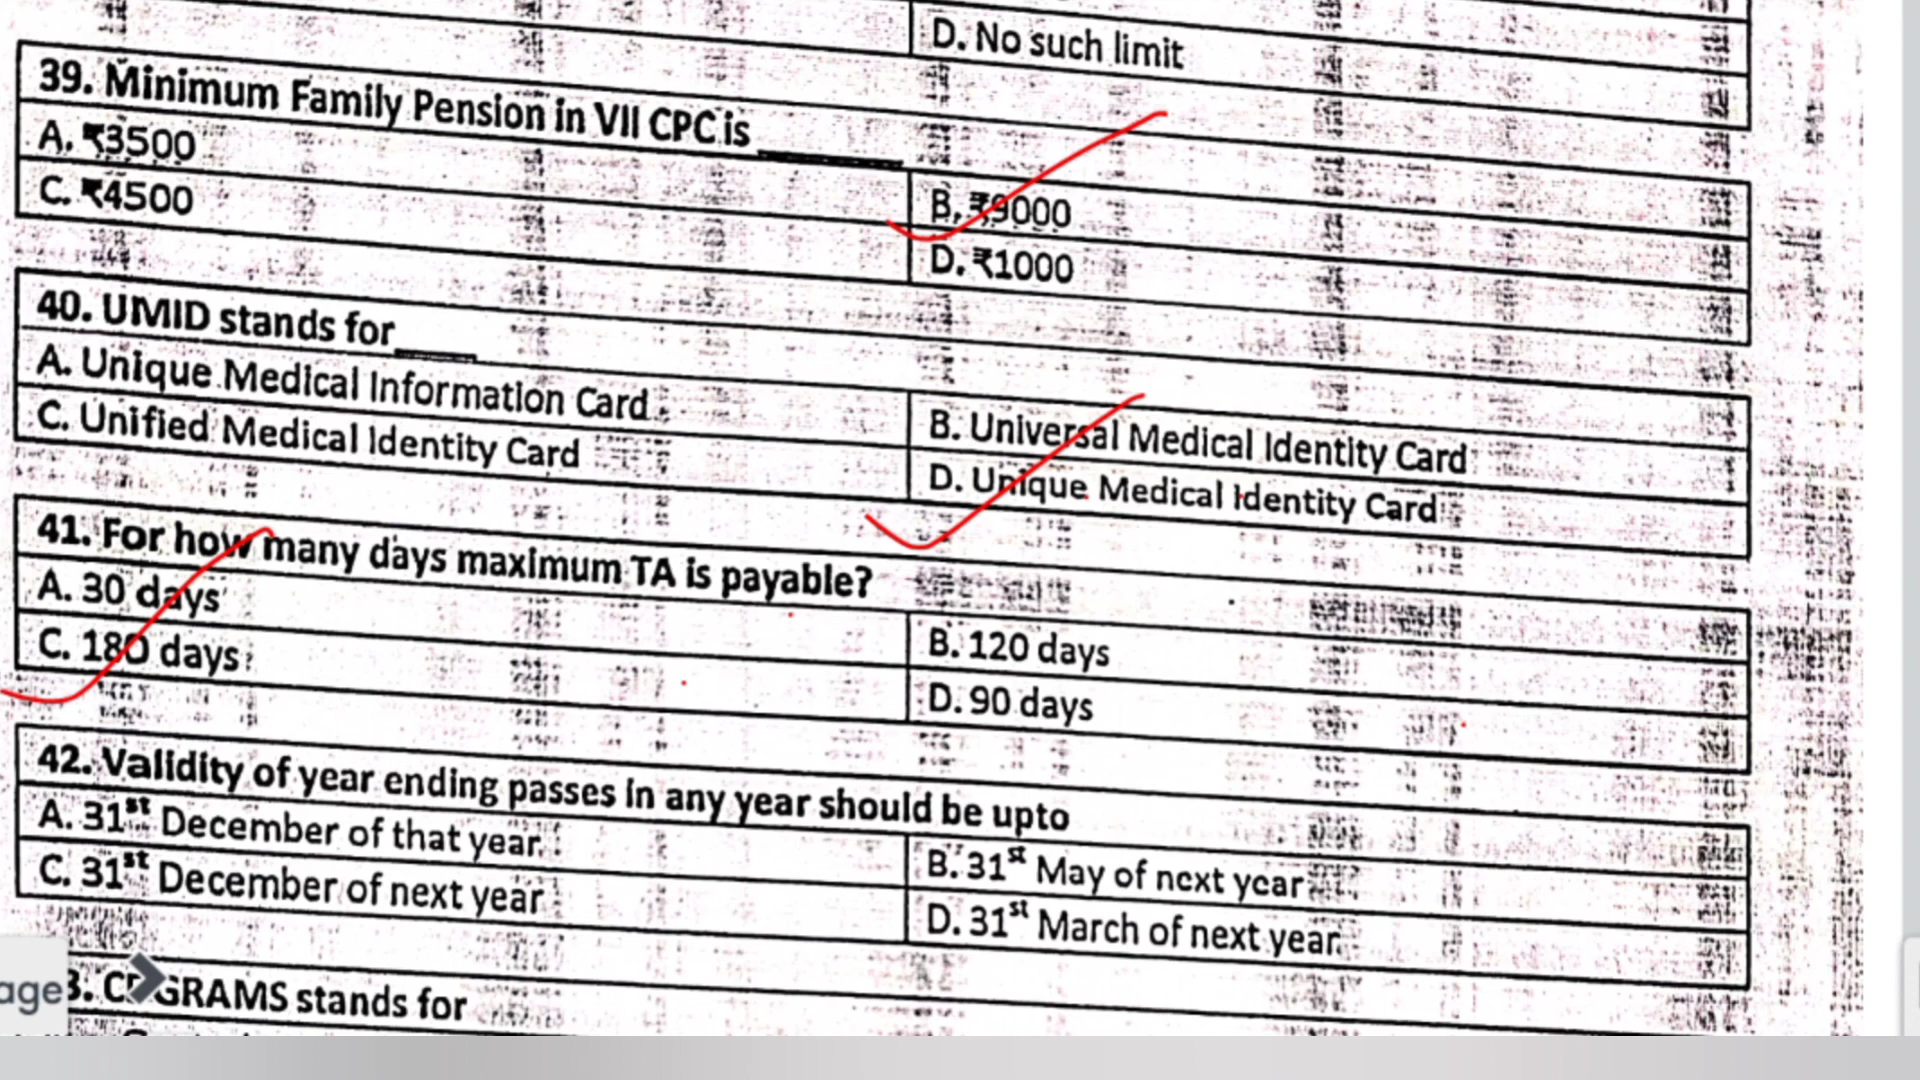 D. No such limit
39. Minimum Family Pension in VII CPC is ______
A. ₹3500
B. ₹9000
C. ₹4500
D. ₹1000
40. UMID stands for____
A. Unique Medical Information Card
B. Universal Medical Identity Card
C. Unified Medical Identity Card
D. Unique Medical Identity Card
41. For how many days maximum TA is payable?
A. 30 days
B. 120 days
C. 180 days
D. 90 days
42. Validity of year ending passes in any year should be upto
A. 31st December of that year.
B. 31st May of next year
C. 31st December of next year
D. 31st March of next year
GRAMS stands for
age